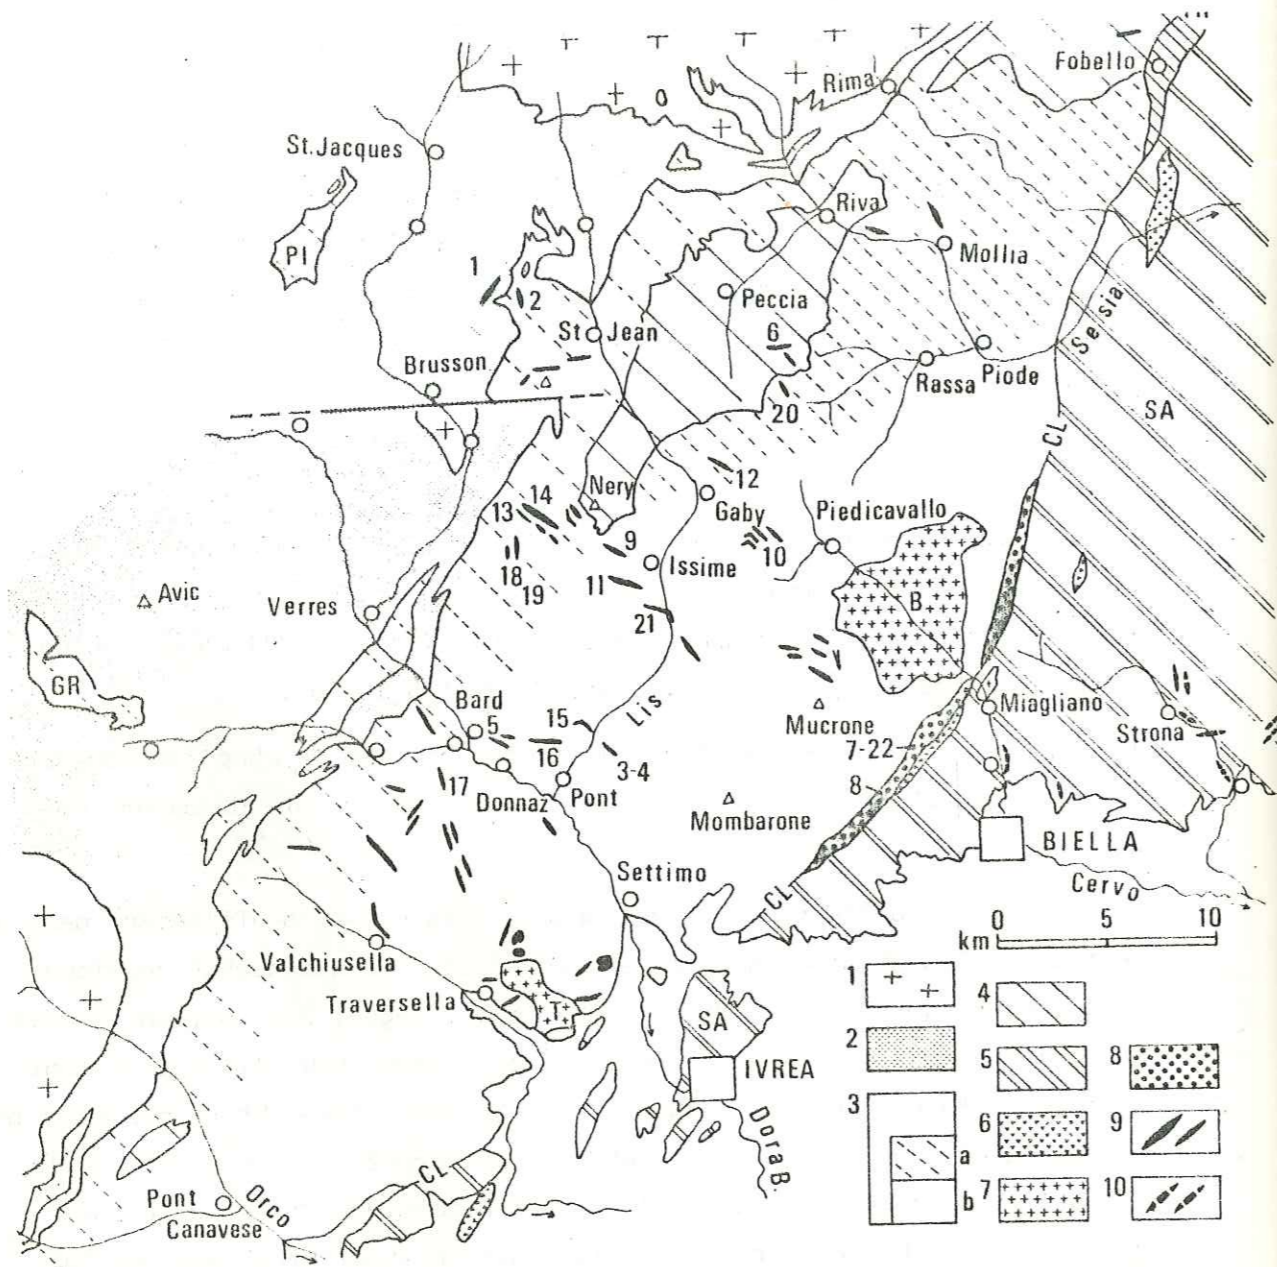 Fobello
Rima
St.Jacques
Riva
PI
Mollia
1
2
Peccia
Sesia
St Jean
6
Brusson
Rassa
Piode
20
SA
CL
12
Nery
14
13
Gaby
Piedicavallo
9
10
Issime
18
11
19
B
Avic
Verres
21
GR
Bard
Lis
Miagliano
15
5
Mucrone
Strona
16
7-22
3-4
17
8
Donnaz
Pont
Mombarone
BIELLA
Settimo
Cervo
CL
0 5 10
km
Valchiusella
Traversella
T
1
4
SA
2
5
8
IVREA
3
6
9
a
Dora B.
CL
b
7
10
Pont
Canavese
Orco